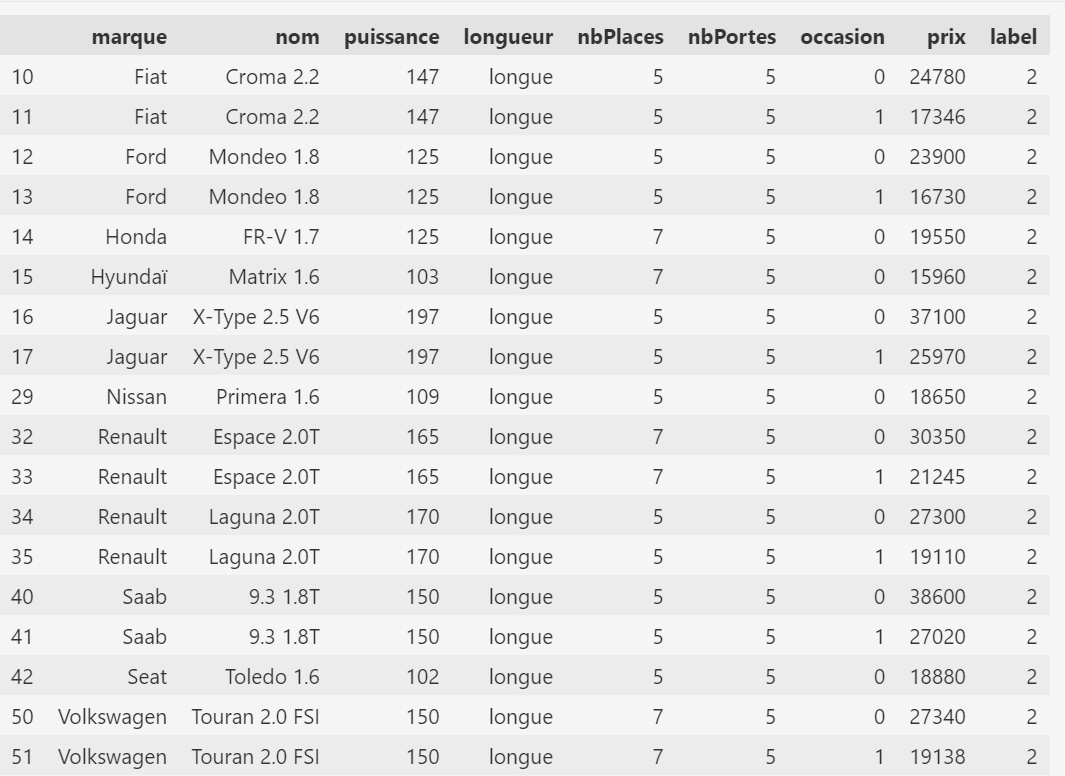 marque nom puissance longueur nbPlaces nbPortes occasion prix label
10 Fiat Croma 2.2 147 longue 5 5 0 24780 2
11 Fiat Croma 2.2 147 longue 5 5 1 17346 2
12 Ford Mondeo 1.8 125 longue 5 5 0 23900 2
13 Ford Mondeo 1.8 125 longue 5 5 1 16730 2
14 Honda FR-V 1.7 125 longue 7 5 0 19550 2
15 Hyundaï Matrix 1.6 103 longue 7 5 0 15960 2
16 Jaguar X-Type 2.5 V6 197 longue 5 5 0 37100 2
17 Jaguar X-Type 2.5 V6 197 longue 5 5 1 25970 2
29 Nissan Primera 1.6 109 longue 5 5 0 18650 2
32 Renault Espace 2.0T 165 longue 7 5 0 30350 2
33 Renault Espace 2.0T 165 longue 7 5 1 21245 2
34 Renault Laguna 2.0T 170 longue 5 5 0 27300 2
35 Renault Laguna 2.0T 170 longue 5 5 1 19110 2
40 Saab 9.3 1.8T 150 longue 5 5 0 38600 2
41 Saab 9.3 1.8T 150 longue 5 5 1 27020 2
42 Seat Toledo 1.6 102 longue 5 5 0 18880 2
50 Volkswagen Touran 2.0 FSI 150 longue 7 5 0 27340 2
51 Volkswagen Touran 2.0 FSI 150 longue 7 5 1 19138 2